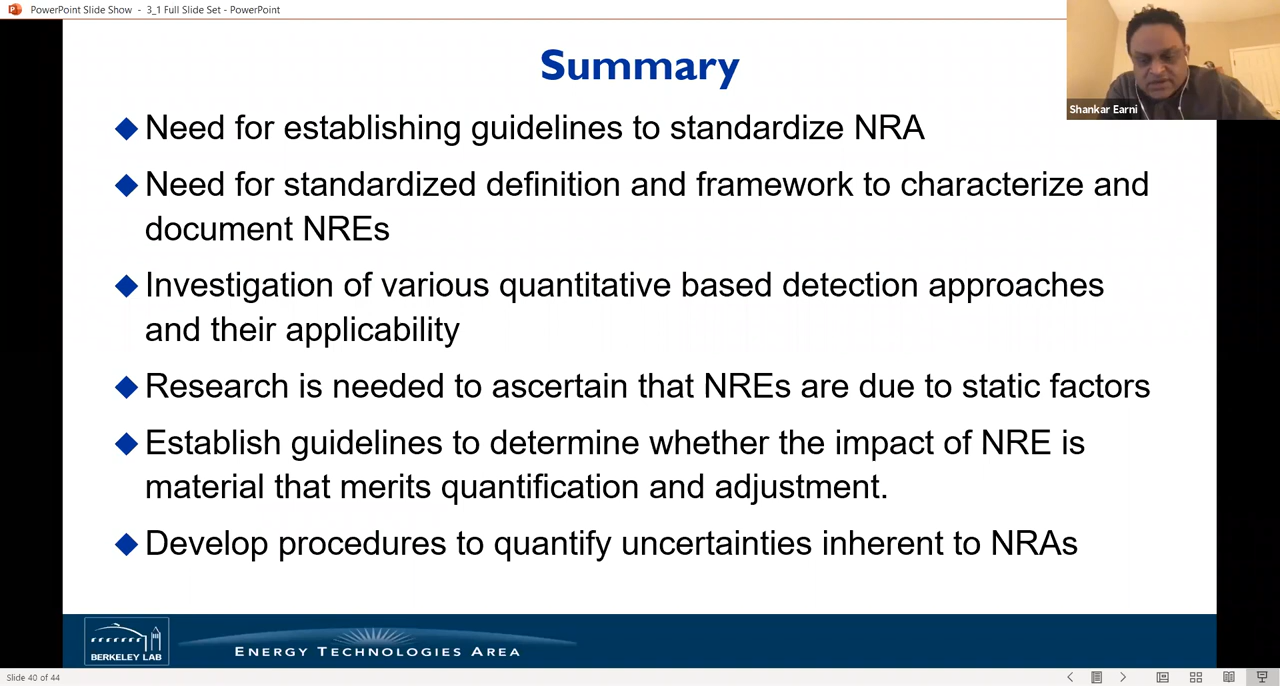 PowerPoint Slide Show - 3_1 Full Slide Set - PowerPoint
Shankar Earni
Summary
Need for establishing guidelines to standardize NRA
Need for standardized definition and framework to characterize and
document NREs
Investigation of various quantitative based detection approaches
and their applicability
Research is needed to ascertain that NREs are due to static factors
Establish guidelines to determine whether the impact of NRE is
material that merits quantification and adjustment.
Develop procedures to quantify uncertainties inherent to NRAs
BERKELEY LAB
ENERGY TECHNOLOGIES AREA
Slide 40 of 44